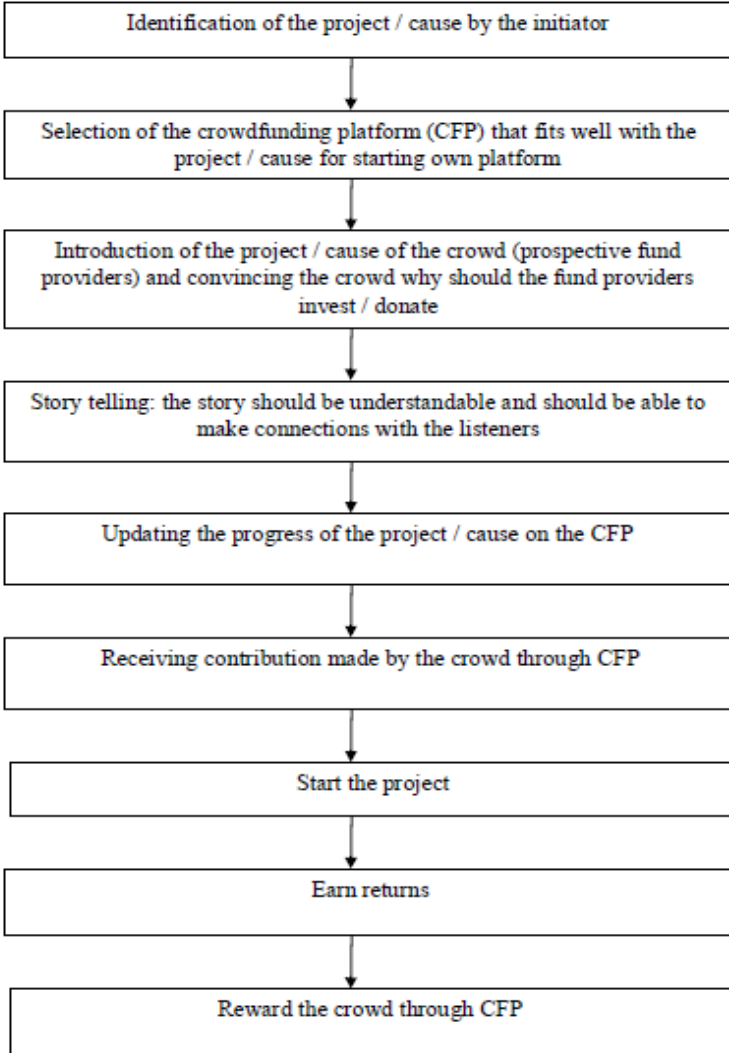 Identification of the project / cause by the initiator
Selection of the crowdfunding platform (CFP) that fits well with the
project / cause for starting own platform
Introduction of the project / cause of the crowd (prospective fund
providers) and convincing the crowd why should the fund providers
invest / donate
Story telling: the story should be understandable and should be able to
make connections with the listeners
Updating the progress of the project / cause on the CFP
Receiving contribution made by the crowd through CFP
Start the project
Earn returns
Reward the crowd through CFP